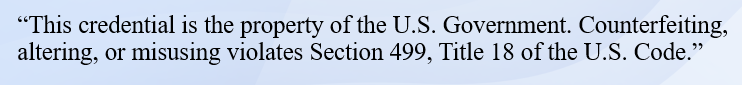 “This credential is the property of the U.S. Government. Counterfeiting,
altering, or misusing violates Section 499, Title 18 of the U.S. Code.”